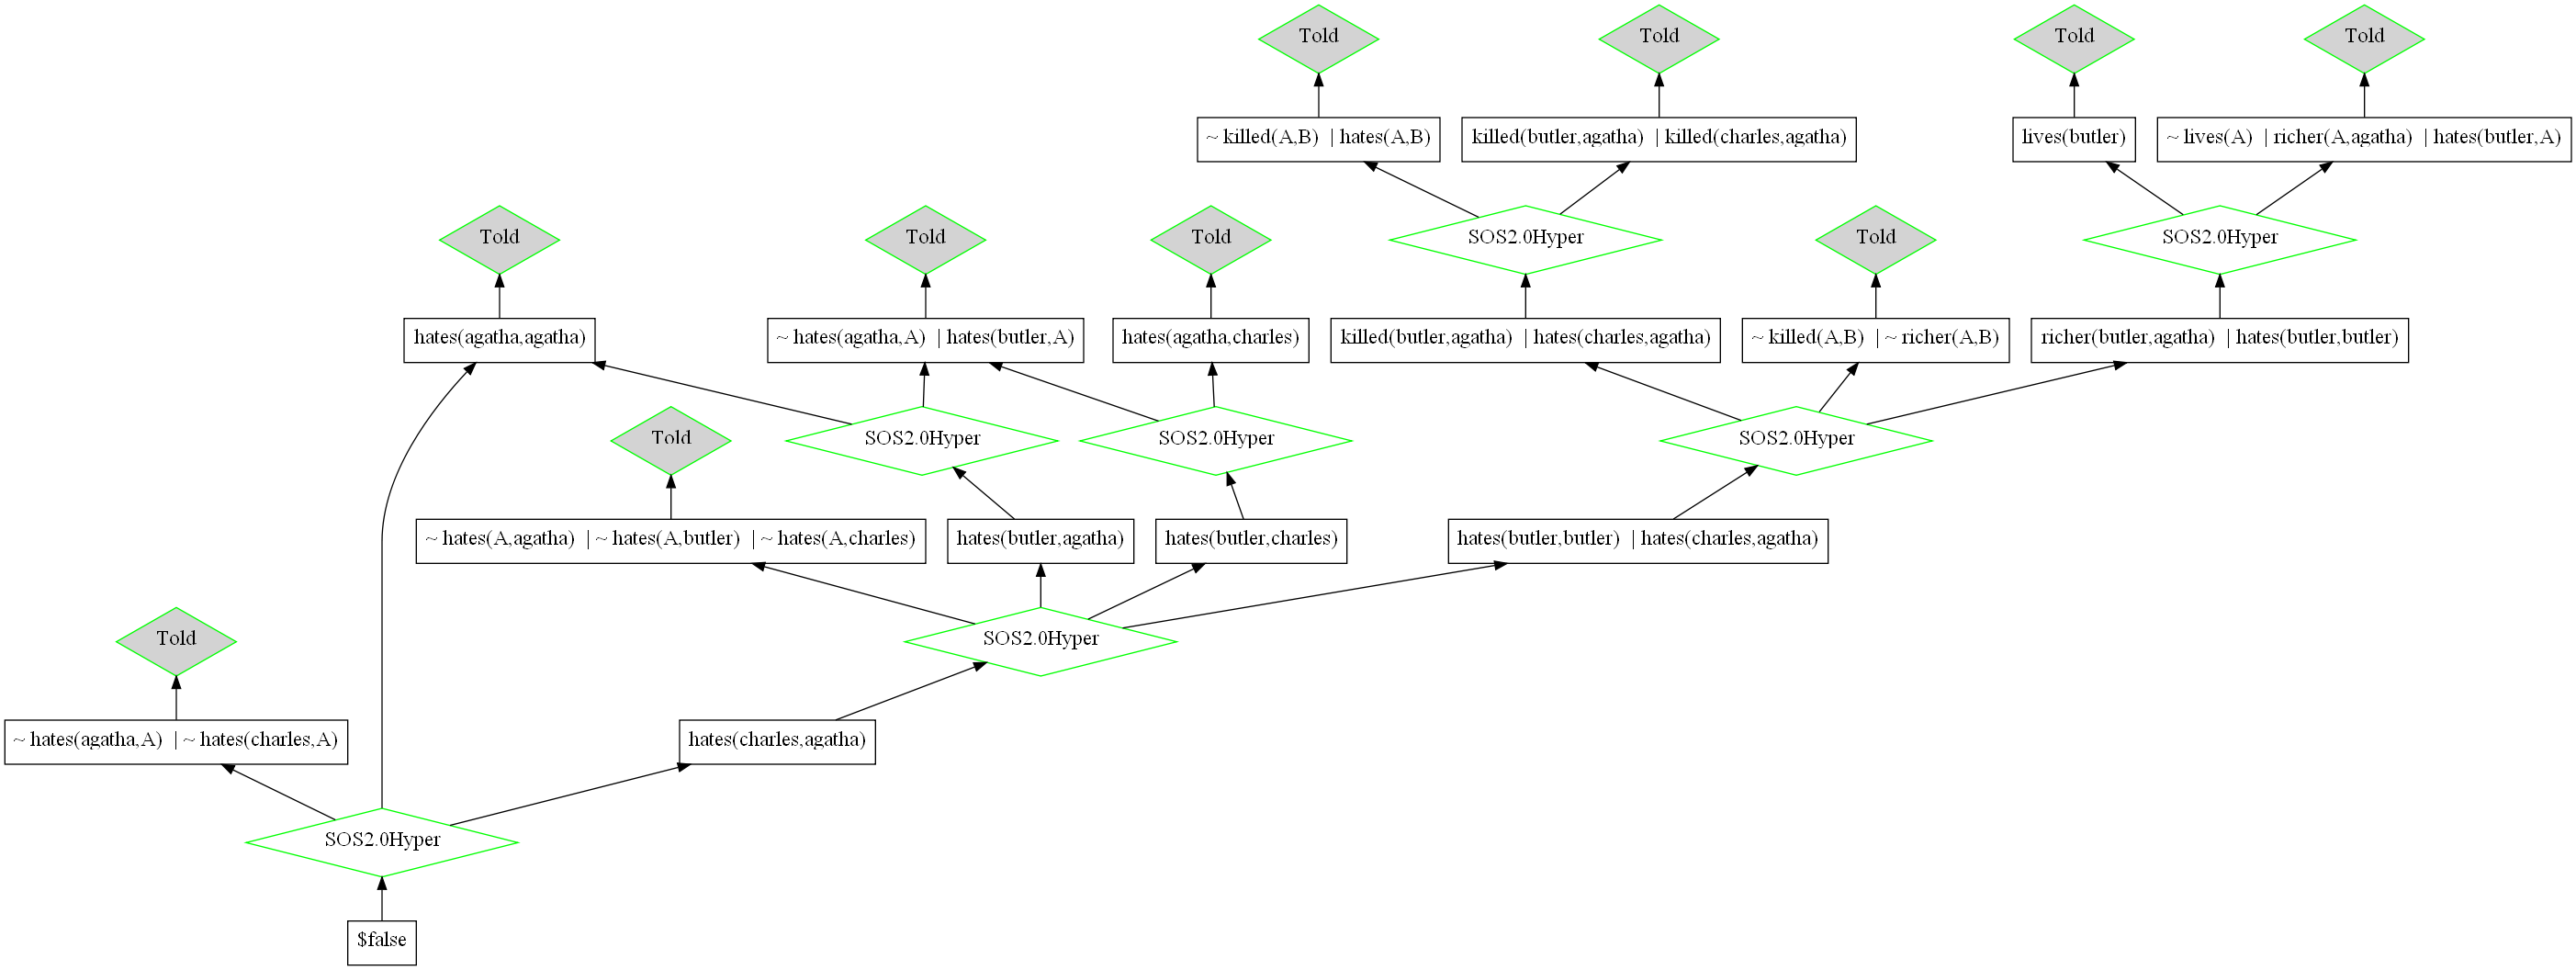 Told
Told
Told
Told
~ killed(A,B) | hates(A,B)
killed(butler,agatha) | killed(charles,agatha)
lives(butler)
~ lives(A) | richer(A,agatha) | hates(butler,A)
Told
Told
Told
SOS2.0Hyper
Told
SOS2.0Hyper
hates(agatha,agatha)
~ hates(agatha,A) | hates(butler,A)
hates(agatha,charles)
killed(butler,agatha) | hates(charles,agatha)
~ killed(A,B) | ~ richer(A,B)
richer(butler,agatha) | hates(butler,butler)
Told
SOS2.0Hyper
SOS2.0Hyper
SOS2.0Hyper
~ hates(A,agatha) | ~ hates(A,butler) | ~ hates(A,charles)
hates(butler,agatha)
hates(butler,charles)
hates(butler,butler) | hates(charles,agatha)
Told
SOS2.0Hyper
~ hates(agatha,A) | ~ hates(charles,A)
hates(charles,agatha)
SOS2.0Hyper
$false